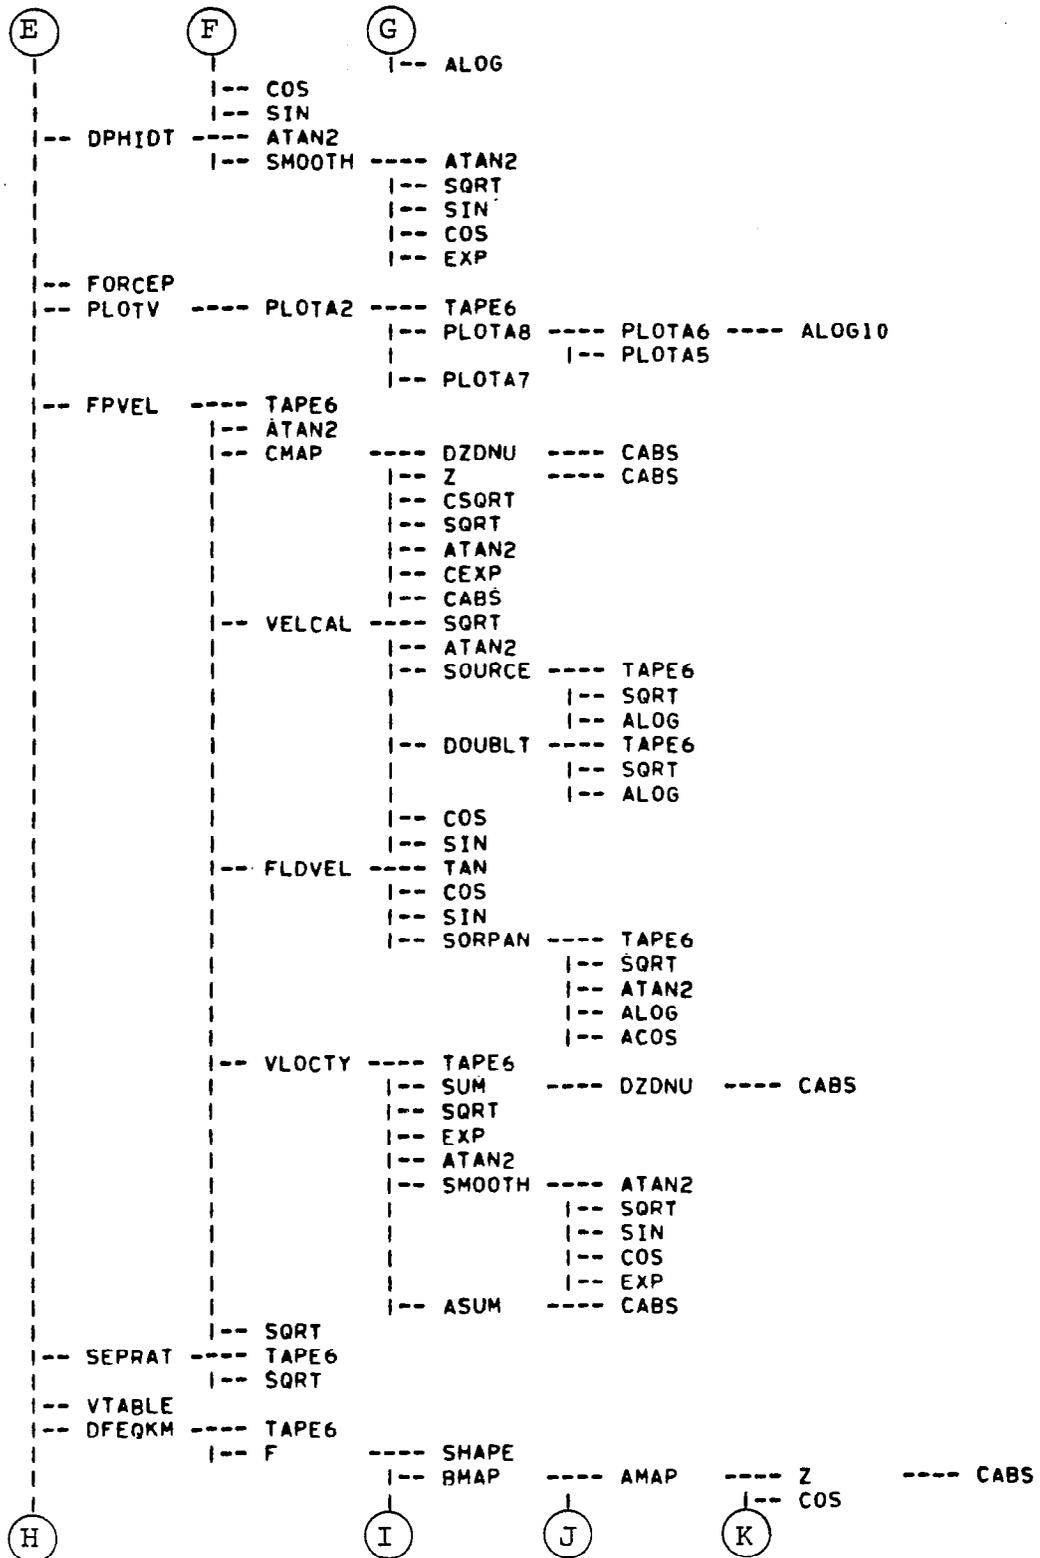 E F G
|-- ALOG
|-- COS
|-- SIN
|-- DPHIDT ---- ATAN2
|-- SMOOTH ---- ATAN2
|-- SQRT
|-- SIN
|-- COS
|-- EXP
|-- FORCEP
|-- PLOTV ---- PLOTA2 ---- TAPE6
|-- PLOTA8 ---- PLOTA6 ---- ALOG10
|-- PLOTA5
|-- PLOTA7
|-- FPVEL ---- TAPE6
|-- ATAN2
|-- CMAP ---- DZDNU ---- CABS
|-- Z ---- CABS
|-- CSQRT
|-- SQRT
|-- ATAN2
|-- CEXP
|-- CABS
|-- VELCAL ---- SQRT
|-- ATAN2
|-- SOURCE ---- TAPE6
|-- SQRT
|-- ALOG
|-- DOUBLT ---- TAPE6
|-- SQRT
|-- ALOG
|-- COS
|-- SIN
|-- FLDVEL ---- TAN
|-- COS
|-- SIN
|-- SORPAN ---- TAPE6
|-- SQRT
|-- ATAN2
|-- ALOG
|-- ACOS
|-- VLOCTY ---- TAPE6
|-- SUM ---- DZDNU ---- CABS
|-- SQRT
|-- EXP
|-- ATAN2
|-- SMOOTH ---- ATAN2
|-- SQRT
|-- SIN
|-- COS
|-- EXP
|-- ASUM ---- CABS
|-- SQRT
|-- SEPRAT ---- TAPE6
|-- SQRT
|-- VTABLE
|-- DFEQKM ---- TAPE6
|-- F ---- SHAPE
|-- BMAP ---- AMAP ---- Z ---- CABS
|-- COS
H I J K